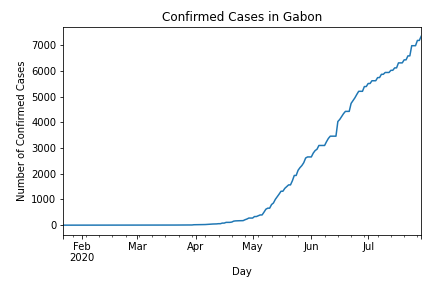 Confirmed Cases in Gabon
Number of Confirmed Cases
7000
6000
5000
4000
3000
2000
1000
0
Feb
2020
Mar
Apr
May
Jun
Jul
Day